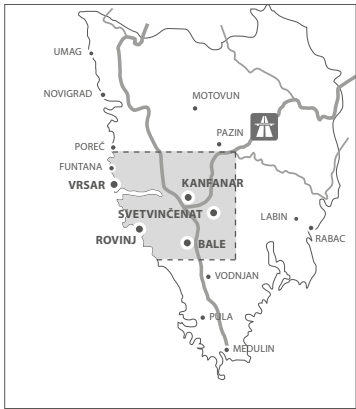 UMAG
NOVIGRAD
MOTOVUN
PAZIN
POREČ
FUNTANA
VRSAR
KANFANAR
SVETVINČENAT
LABIN
ROVINJ
BALE
RABAC
VODNJAN
PULA
MEDULIN